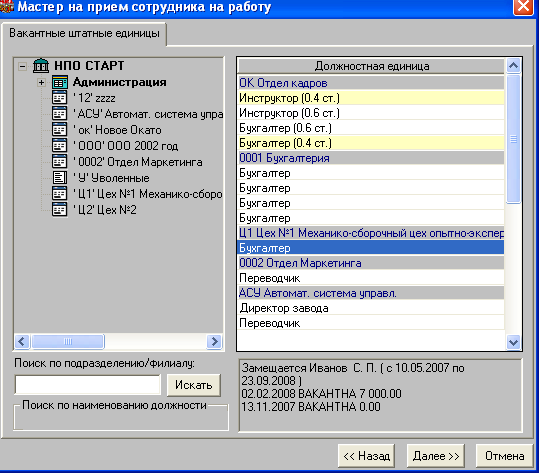 Мастер на прием сотрудника на работу
Вакантные штатные единицы
НПО СТАРТ
Администрация
' 12' zzzz
' АСУ' Автомат. система упра
' ок' Новое Окато
' ООО' ООО 2002 год
' 0002' Отдел Маркетинга
' У' Уволенные
' Ц1' Цех №1 Механико-сборо
' Ц2' Цех №2
Поиск по подразделению/филиалу:
Искать
Поиск по наименованию должности
Должностная единица
ОК Отдел кадров
Инструктор (0.4 ст.)
Инструктор (0.6 ст.)
Бухгалтер (0.6 ст.)
Бухгалтер (0.4 ст.)
0001 Бухгалтерия
Бухгалтер
Бухгалтер
Бухгалтер
Бухгалтер
Ц1 Цех №1 Механико-сборочный цех опытно-экспер
Бухгалтер
0002 Отдел Маркетинга
Переводчик
АСУ Автомат. система управл.
Директор завода
Переводчик
Замещается Иванов С. П. ( с 10.05.2007 по
23.09.2008 )
02.02.2008 ВАКАНТНА 7 000.00
13.11.2007 ВАКАНТНА 0.00
<< Назад
Далее >>
Отмена